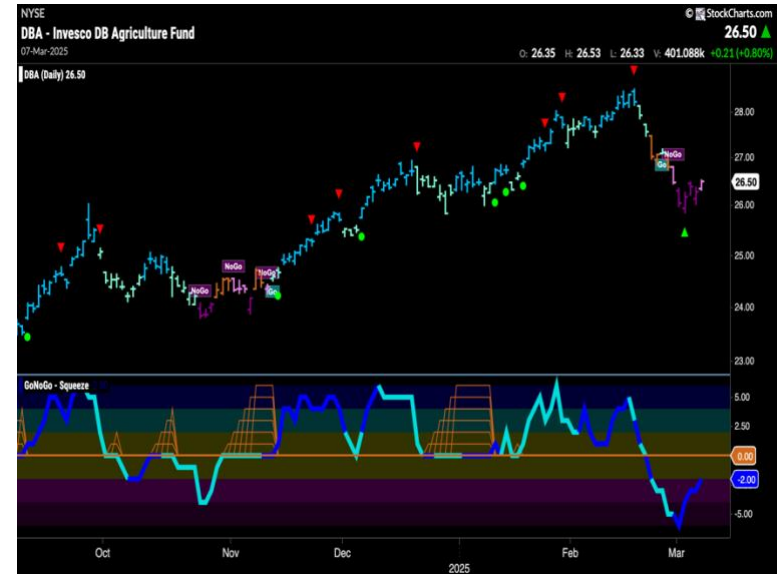 NYSE
© StockCharts.com
DBA - Invesco DB Agriculture Fund
26.50
07-Mar-2025
O: 26.35 H: 26.53 L: 26.33 V: 401.088k +0.21 (+0.80%)
DBA (Daily) 26.50
28.00
27.00
NoGo
Go
26.50
26.00
25.00
NoGo
NoGo
NoGo
Go
24.00
23.00
GoNoGo - Squeeze
5.00
2.50
0.00
-2.00
-5.00
Oct
Nov
Dec
Feb
Mar
2025